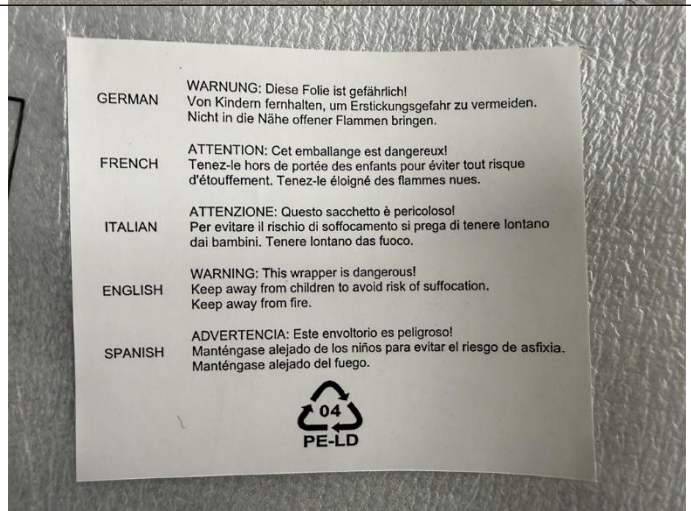 GERMAN
WARNUNG: Diese Folie ist gefährlich!
Von Kindern fernhalten, um Erstickungsgefahr zu vermeiden.
Nicht in die Nähe offener Flammen bringen.
FRENCH
ATTENTION: Cet emballange est dangereux!
Tenez-le hors de portée des enfants pour éviter tout risque
d'étouffement. Tenez-le éloigné des flammes nues.
ITALIAN
ATTENZIONE: Questo sacchetto è pericoloso!
Per evitare il rischio di soffocamento si prega di tenere lontano
dai bambini. Tenere lontano das fuoco.
ENGLISH
WARNING: This wrapper is dangerous!
Keep away from children to avoid risk of suffocation.
Keep away from fire.
SPANISH
ADVERTENCIA: Este envoltorio es peligroso!
Manténgase alejado de los niños para evitar el riesgo de asfixia.
Manténgase alejado del fuego.
04
PE-LD